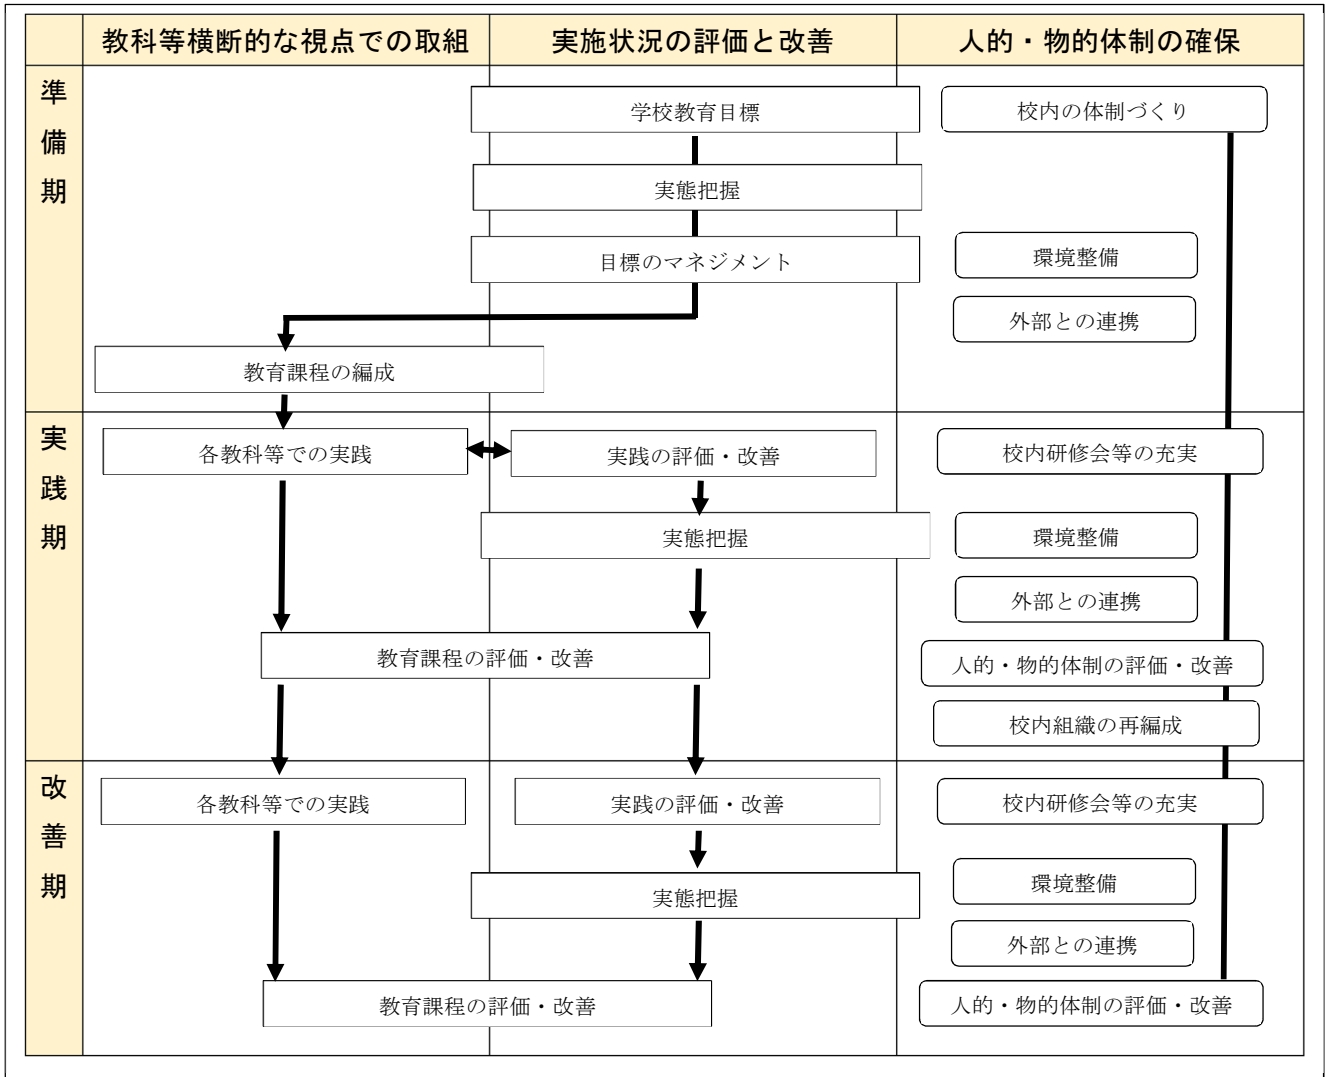 教科等横断的な視点での取組
実施状況の評価と改善
人的・物的体制の確保
準備期
学校教育目標
校内の体制づくり
実態把握
目標のマネジメント
環境整備
外部との連携
教育課程の編成
実践期
各教科等での実践
実践の評価・改善
校内研修会等の充実
実態把握
環境整備
外部との連携
教育課程の評価・改善
人的・物的体制の評価・改善
校内組織の再編成
改善期
各教科等での実践
実践の評価・改善
校内研修会等の充実
実態把握
環境整備
外部との連携
教育課程の評価・改善
人的・物的体制の評価・改善